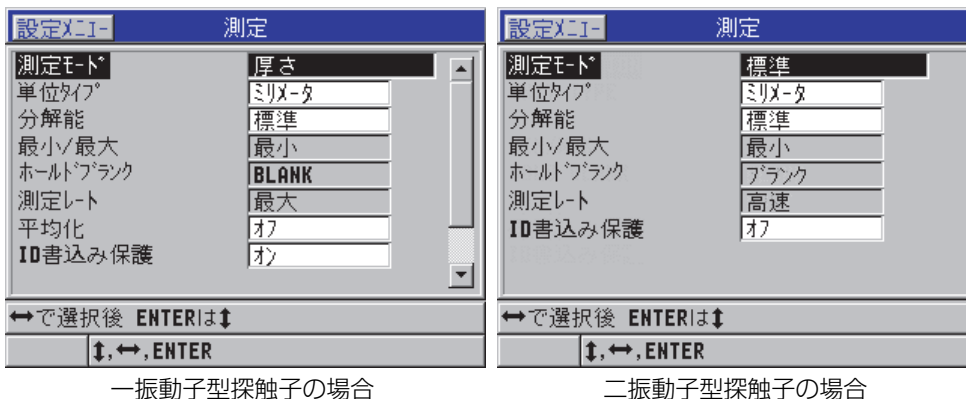 設定ﾒﾆｭｰ 測定
測定ﾓｰﾄﾞ 厚さ
単位ﾀｲﾌﾟ ﾐﾘﾒｰﾀ
分解能 標準
最小/最大 最小
ﾎｰﾙﾄﾞﾌﾞﾗﾝｸ BLANK
測定ﾚｰﾄ 最大
平均化 ｵﾌ
ID書込み保護 ｵﾝ
↔で選択後 ENTERは↕
↕,↔,ENTER
一振動子型探触子の場合
設定ﾒﾆｭｰ 測定
測定ﾓｰﾄﾞ 標準
単位ﾀｲﾌﾟ ﾐﾘﾒｰﾀ
分解能 標準
最小/最大 最小
ﾎｰﾙﾄﾞﾌﾞﾗﾝｸ ﾌﾞﾗﾝｸ
測定ﾚｰﾄ 高速
ID書込み保護 ｵﾌ
↔で選択後 ENTERは↕
↕,↔,ENTER
二振動子型探触子の場合